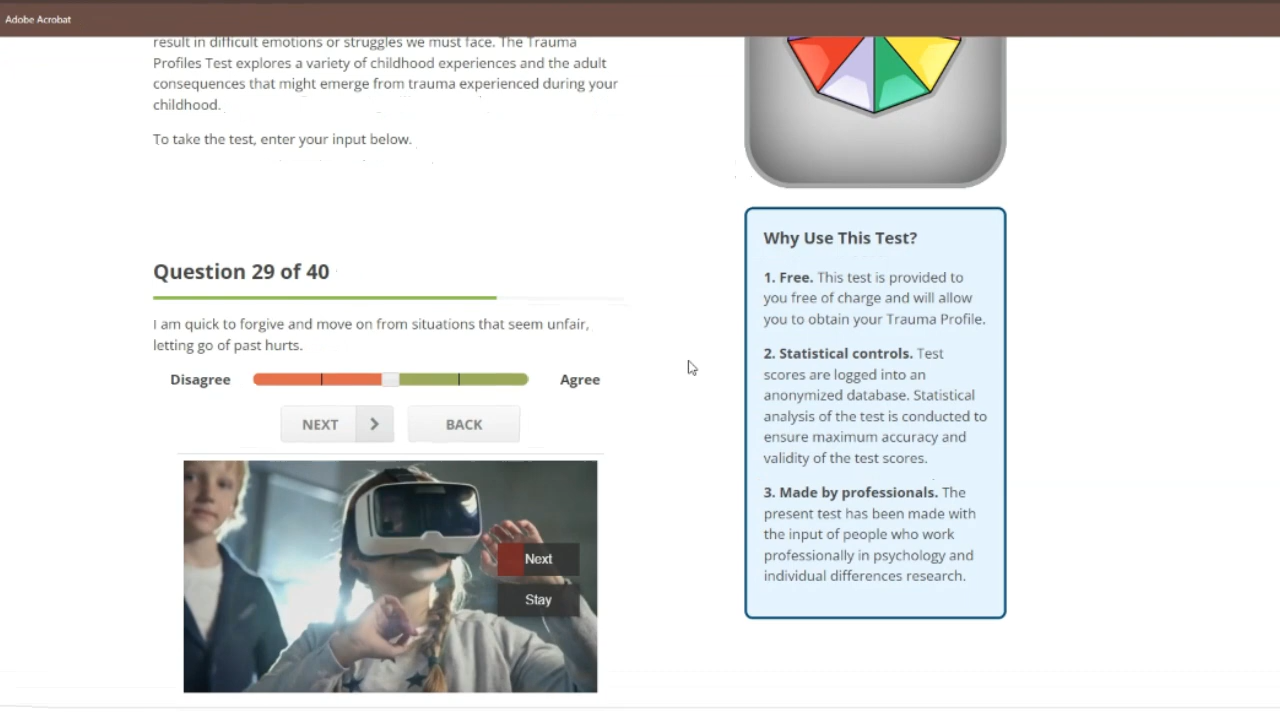 Adobe Acrobat
result in difficult emotions or struggles we must face. The Trauma
Profiles Test explores a variety of childhood experiences and the adult
consequences that might emerge from trauma experienced during your
childhood.
To take the test, enter your input below.
Question 29 of 40
I am quick to forgive and move on from situations that seem unfair,
letting go of past hurts.
Disagree
Agree
NEXT
BACK
Next
Stay
Why Use This Test?
1. Free. This test is provided to
you free of charge and will allow
you to obtain your Trauma Profile.
2. Statistical controls. Test
scores are logged into an
anonymized database. Statistical
analysis of the test is conducted to
ensure maximum accuracy and
validity of the test scores.
3. Made by professionals. The
present test has been made with
the input of people who work
professionally in psychology and
individual differences research.